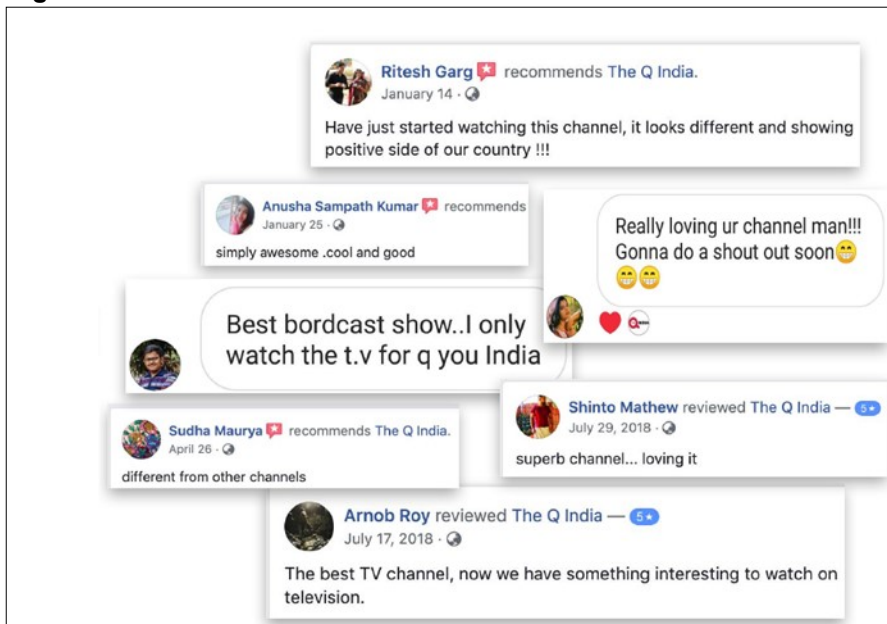 Ritesh Garg recommends The Q India.
January 14 ·
Have just started watching this channel, it looks different and showing
positive side of our country !!!
Anusha Sampath Kumar recommends
January 25 ·
simply awesome .cool and good
Really loving ur channel man!!!
Gonna do a shout out soon😁
😁😁
Best bordcast show..I only
watch the t.v for q you India
Shinto Mathew reviewed The Q India — 5★
July 29, 2018 ·
superb channel... loving it
Sudha Maurya recommends The Q India.
April 26 ·
different from other channels
Arnob Roy reviewed The Q India — 5★
July 17, 2018 ·
The best TV channel, now we have something interesting to watch on
television.